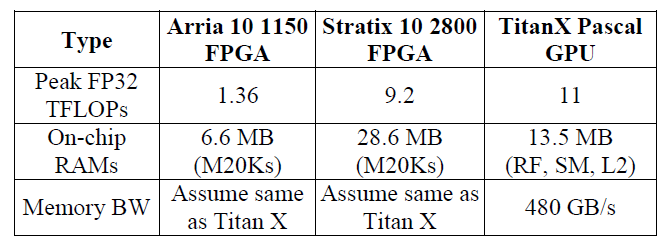 Type
Arria 10 1150
FPGA
Stratix 10 2800
FPGA
TitanX Pascal
GPU
Peak FP32
TFLOPs
1.36
9.2
11
On-chip
RAMs
6.6 MB
(M20Ks)
28.6 MB
(M20Ks)
13.5 MB
(RF, SM, L2)
Memory BW
Assume same
as Titan X
Assume same as
Titan X
480 GB/s